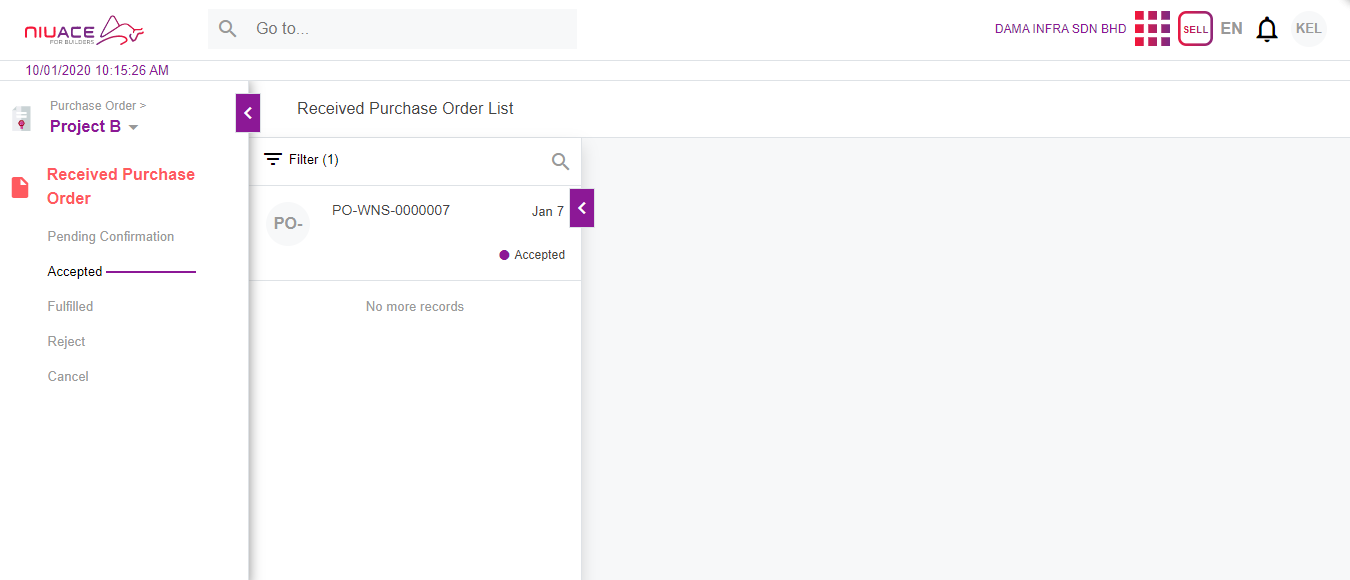 NIUACE
FOR BUILDERS
Go to...
DAMA INFRA SDN BHD
SELL
EN
KEL
10/01/2020 10:15:26 AM
Purchase Order >
Project B
Received Purchase
Order
Pending Confirmation
Accepted
Fulfilled
Reject
Cancel
Received Purchase Order List
Filter (1)
PO-
PO-WNS-0000007
Jan 7
Accepted
No more records